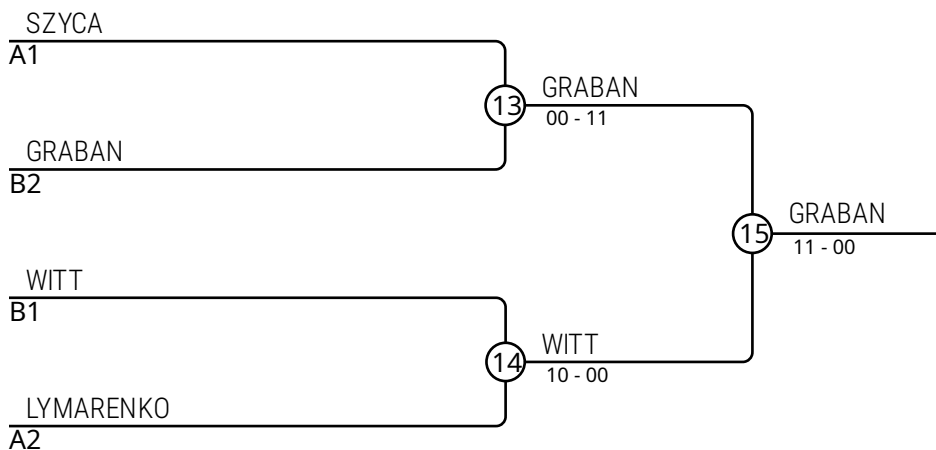 SZYCA
A1
13
GRABAN
00 - 11
GRABAN
B2
15
GRABAN
11 - 00
WITT
B1
14
WITT
10 - 00
LYMARENKO
A2